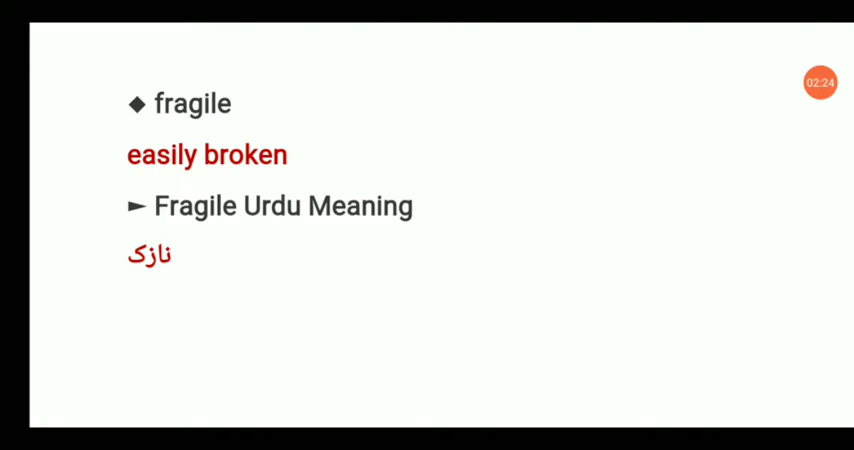 ◆ fragile
02:24
easily broken
► Fragile Urdu Meaning
نازک